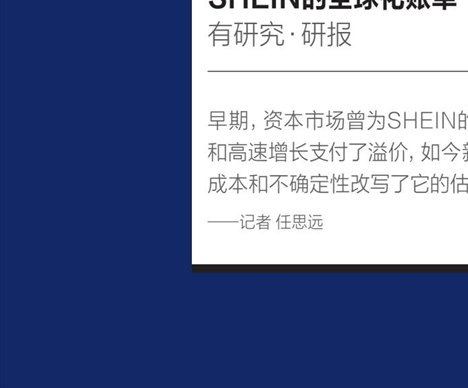 SHEIN的全球化账单
有研究·研报
早期，资本市场曾为SHEIN的
和高速增长支付了溢价，如今新
成本和不确定性改写了它的估
——记者 任思远